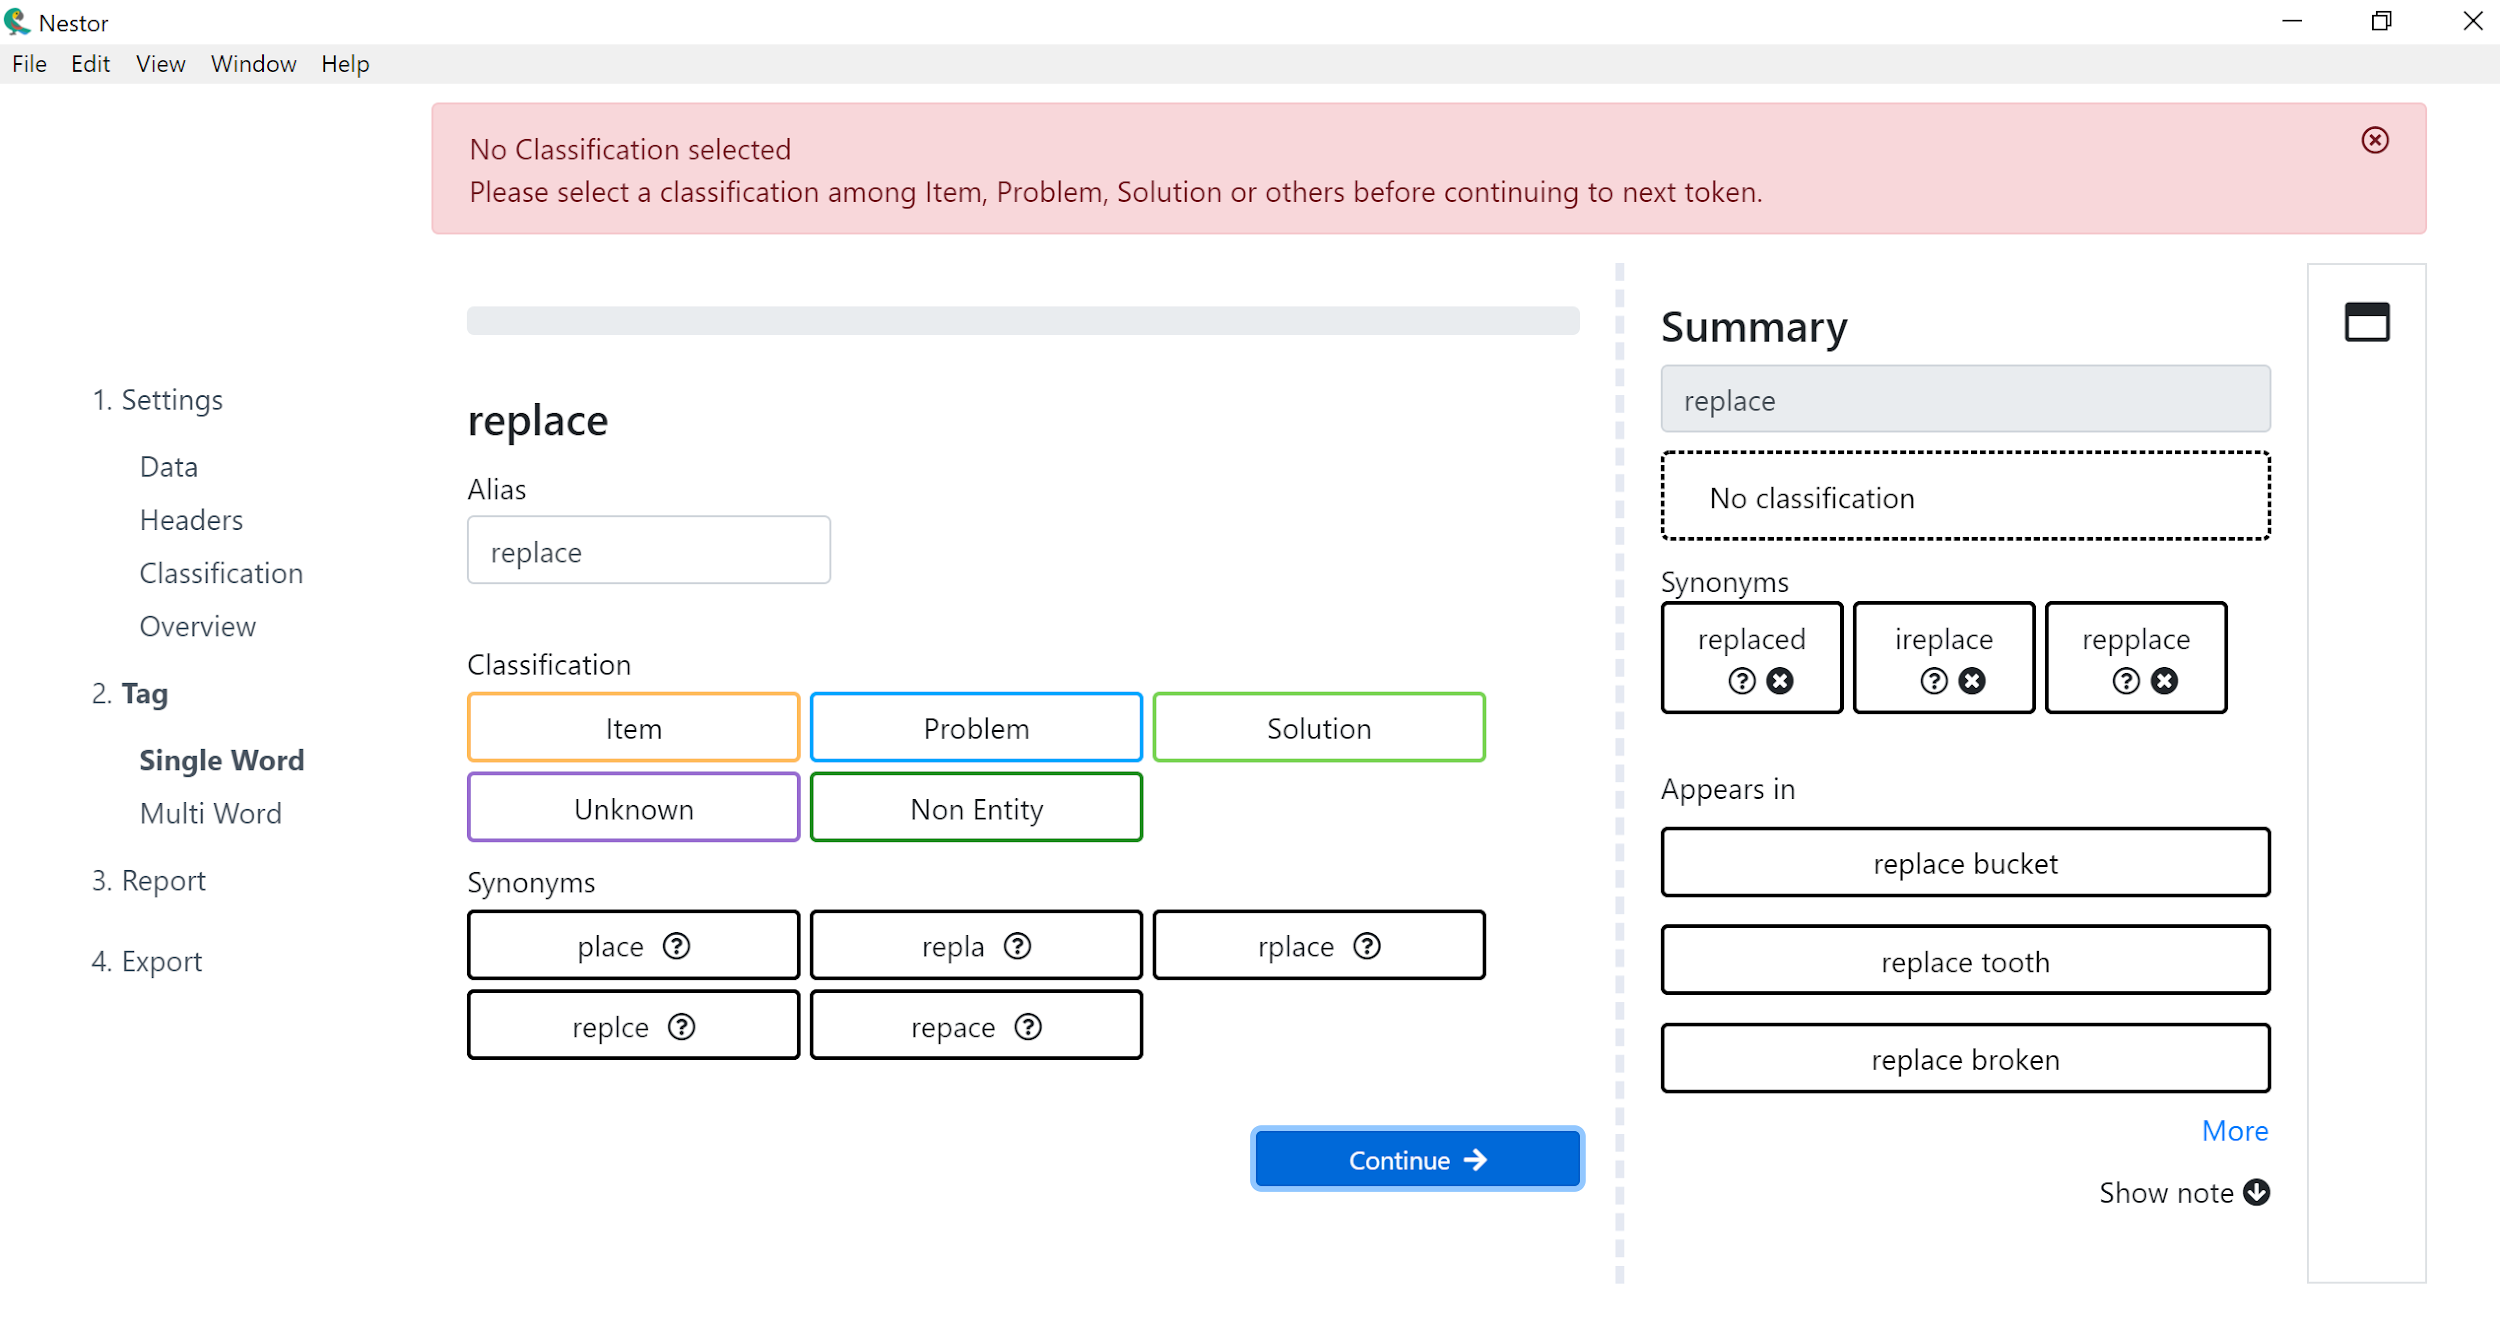 Nestor
File Edit View Window Help
No Classification selected
Please select a classification among Item, Problem, Solution or others before continuing to next token.
1. Settings
Data
Headers
Classification
Overview
2. Tag
Single Word
Multi Word
3. Report
4. Export
replace
Alias
replace
Classification
Item Problem Solution
Unknown Non Entity
Synonyms
place repla rplace
replce repace
Continue
Summary
replace
No classification
Synonyms
replaced ireplace repplace
Appears in
replace bucket
replace tooth
replace broken
More
Show note